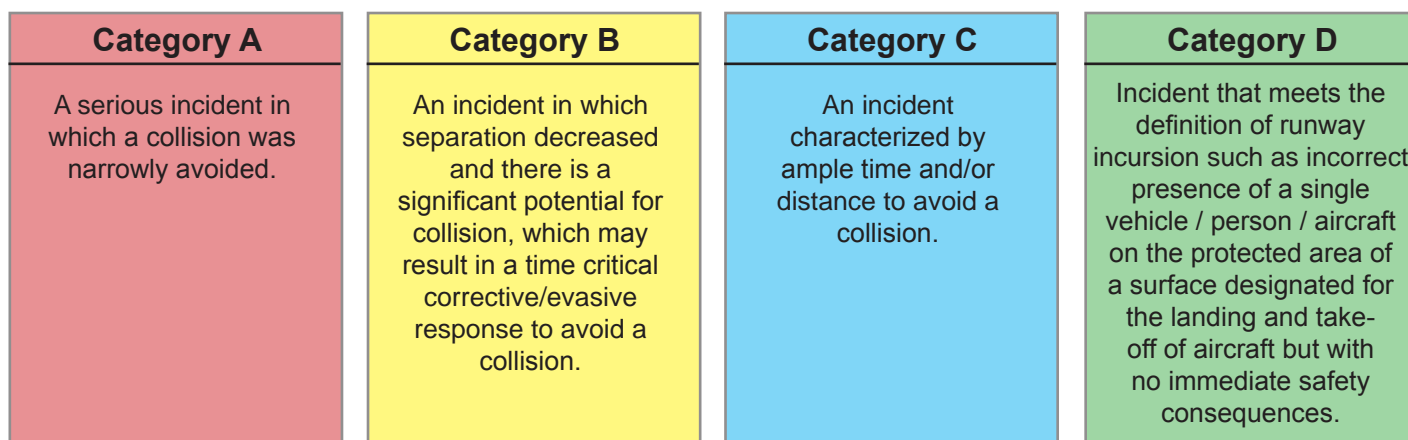 Category A
A serious incident in
which a collision was
narrowly avoided.
Category B
An incident in which
separation decreased
and there is a
significant potential for
collision, which may
result in a time critical
corrective/evasive
response to avoid a
collision.
Category C
An incident
characterized by
ample time and/or
distance to avoid a
collision.
Category D
Incident that meets the
definition of runway
incursion such as incorrect
presence of a single
vehicle / person / aircraft
on the protected area of
a surface designated for
the landing and take-
off of aircraft but with
no immediate safety
consequences.